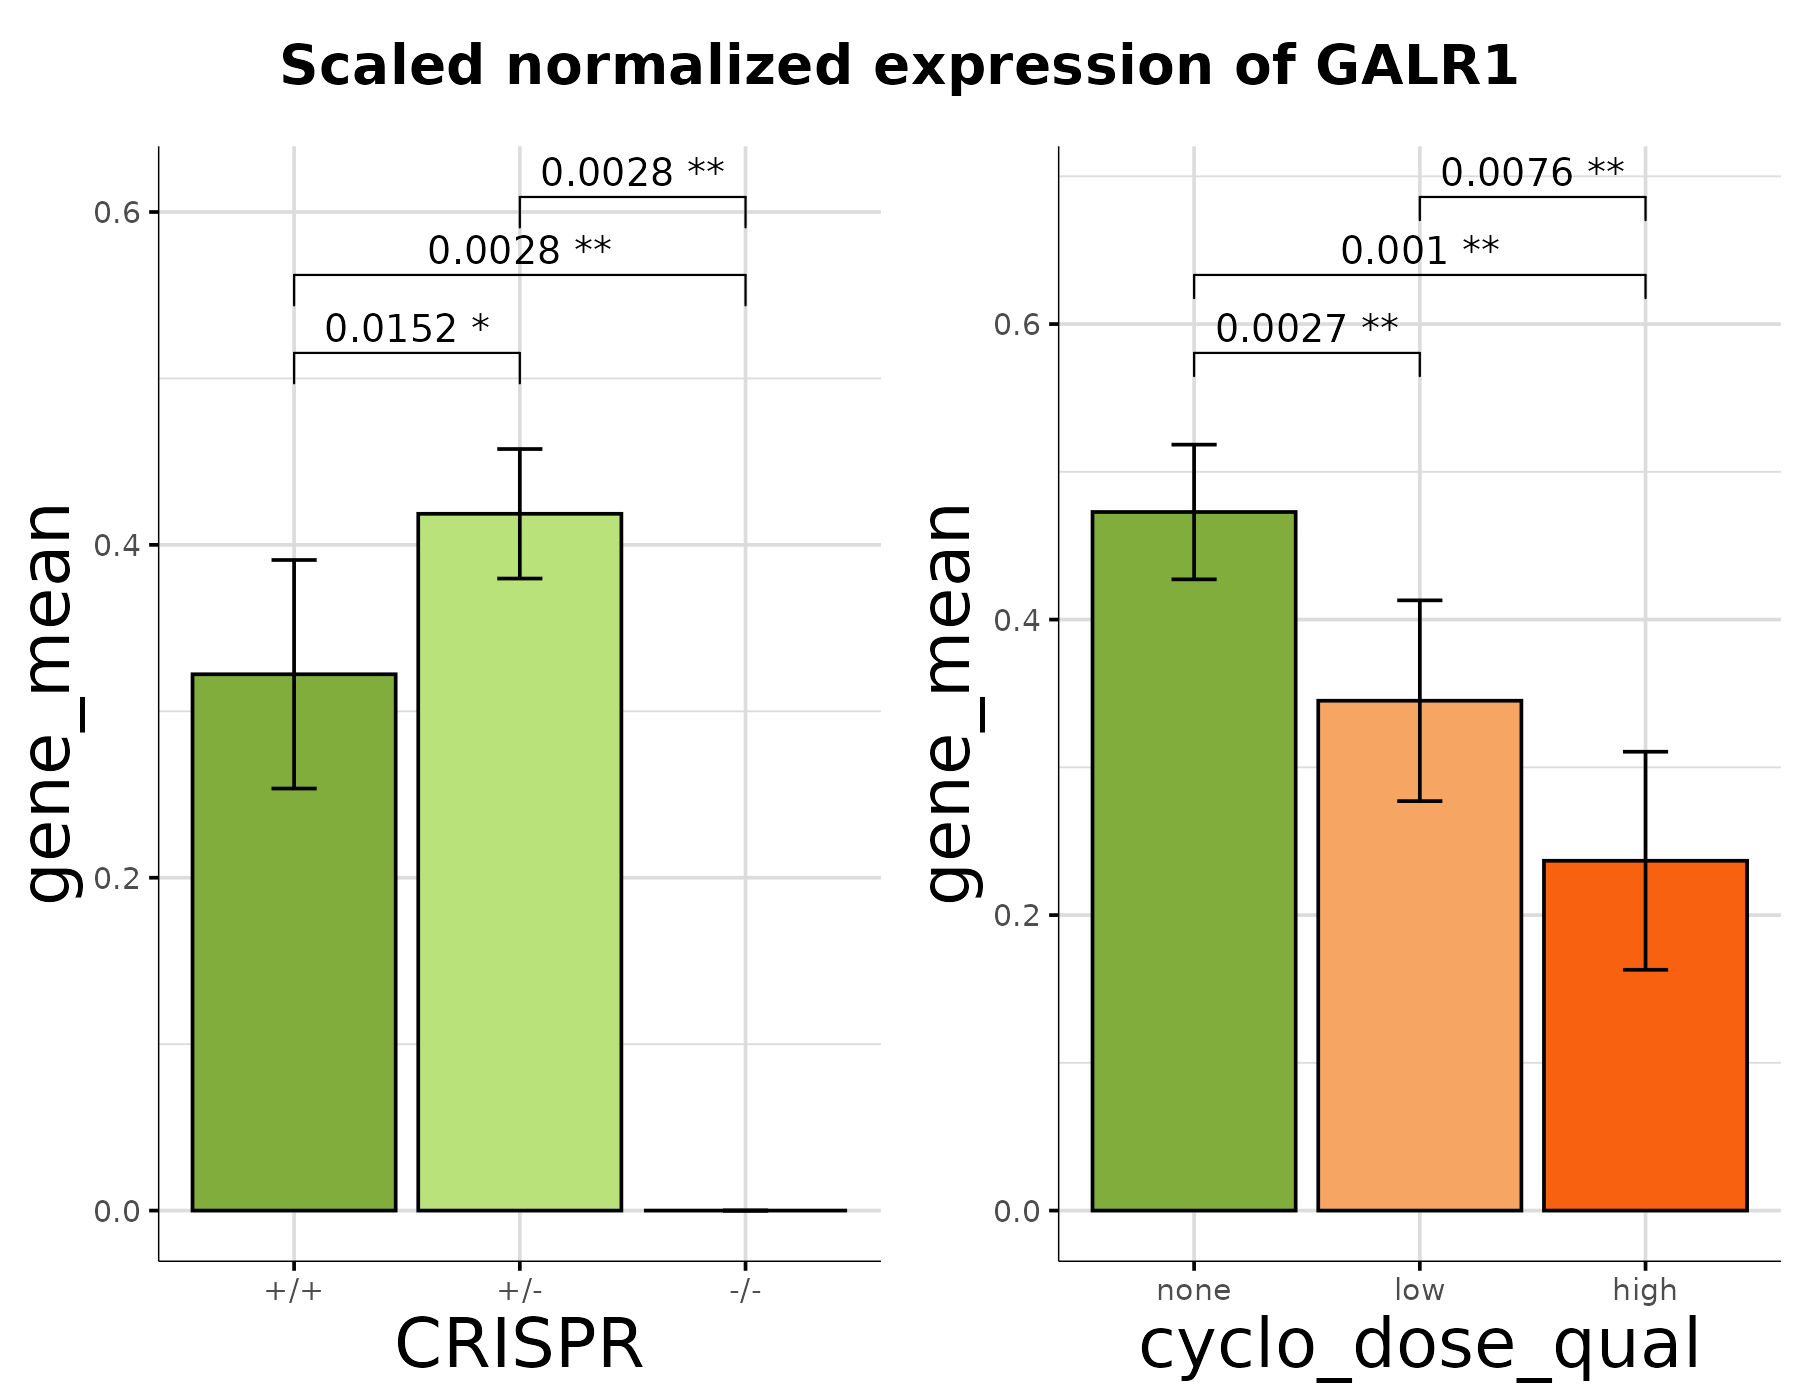 Scaled normalized expression of GALR1
0.0028 **
0.0028 **
0.0152 *
0.6
0.4
0.2
0.0
gene_mean
+/+ +/- -/-
CRISPR
0.0076 **
0.001 **
0.0027 **
0.6
0.4
0.2
0.0
gene_mean
none low high
cyclo_dose_qual